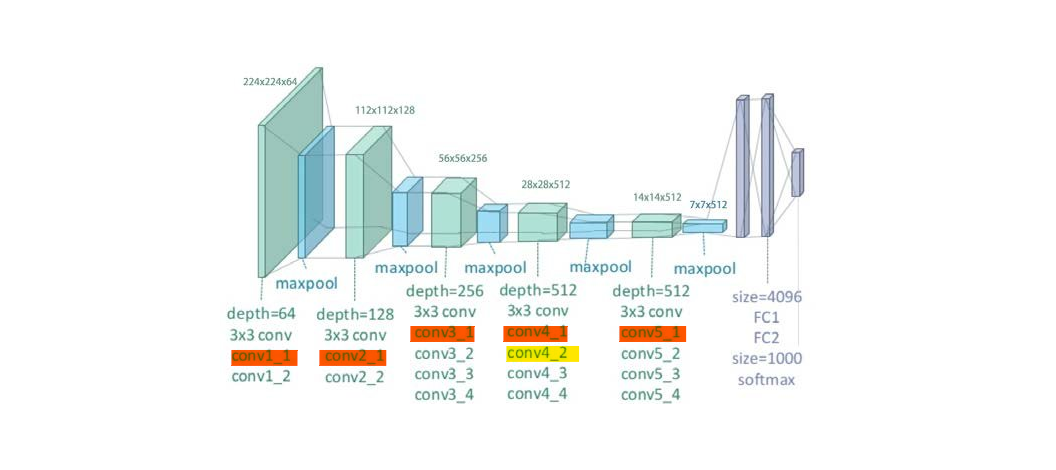 224x224x64
112x112x128
56x56x256
28x28x512
14x14x512
7x7x512
maxpool
maxpool
maxpool
maxpool
maxpool
depth=64
3x3 conv
conv1_1
conv1_2
depth=128
3x3 conv
conv2_1
conv2_2
depth=256
3x3 conv
conv3_1
conv3_2
conv3_3
conv3_4
depth=512
3x3 conv
conv4_1
conv4_2
conv4_3
conv4_4
depth=512
3x3 conv
conv5_1
conv5_2
conv5_3
conv5_4
size=4096
FC1
FC2
size=1000
softmax